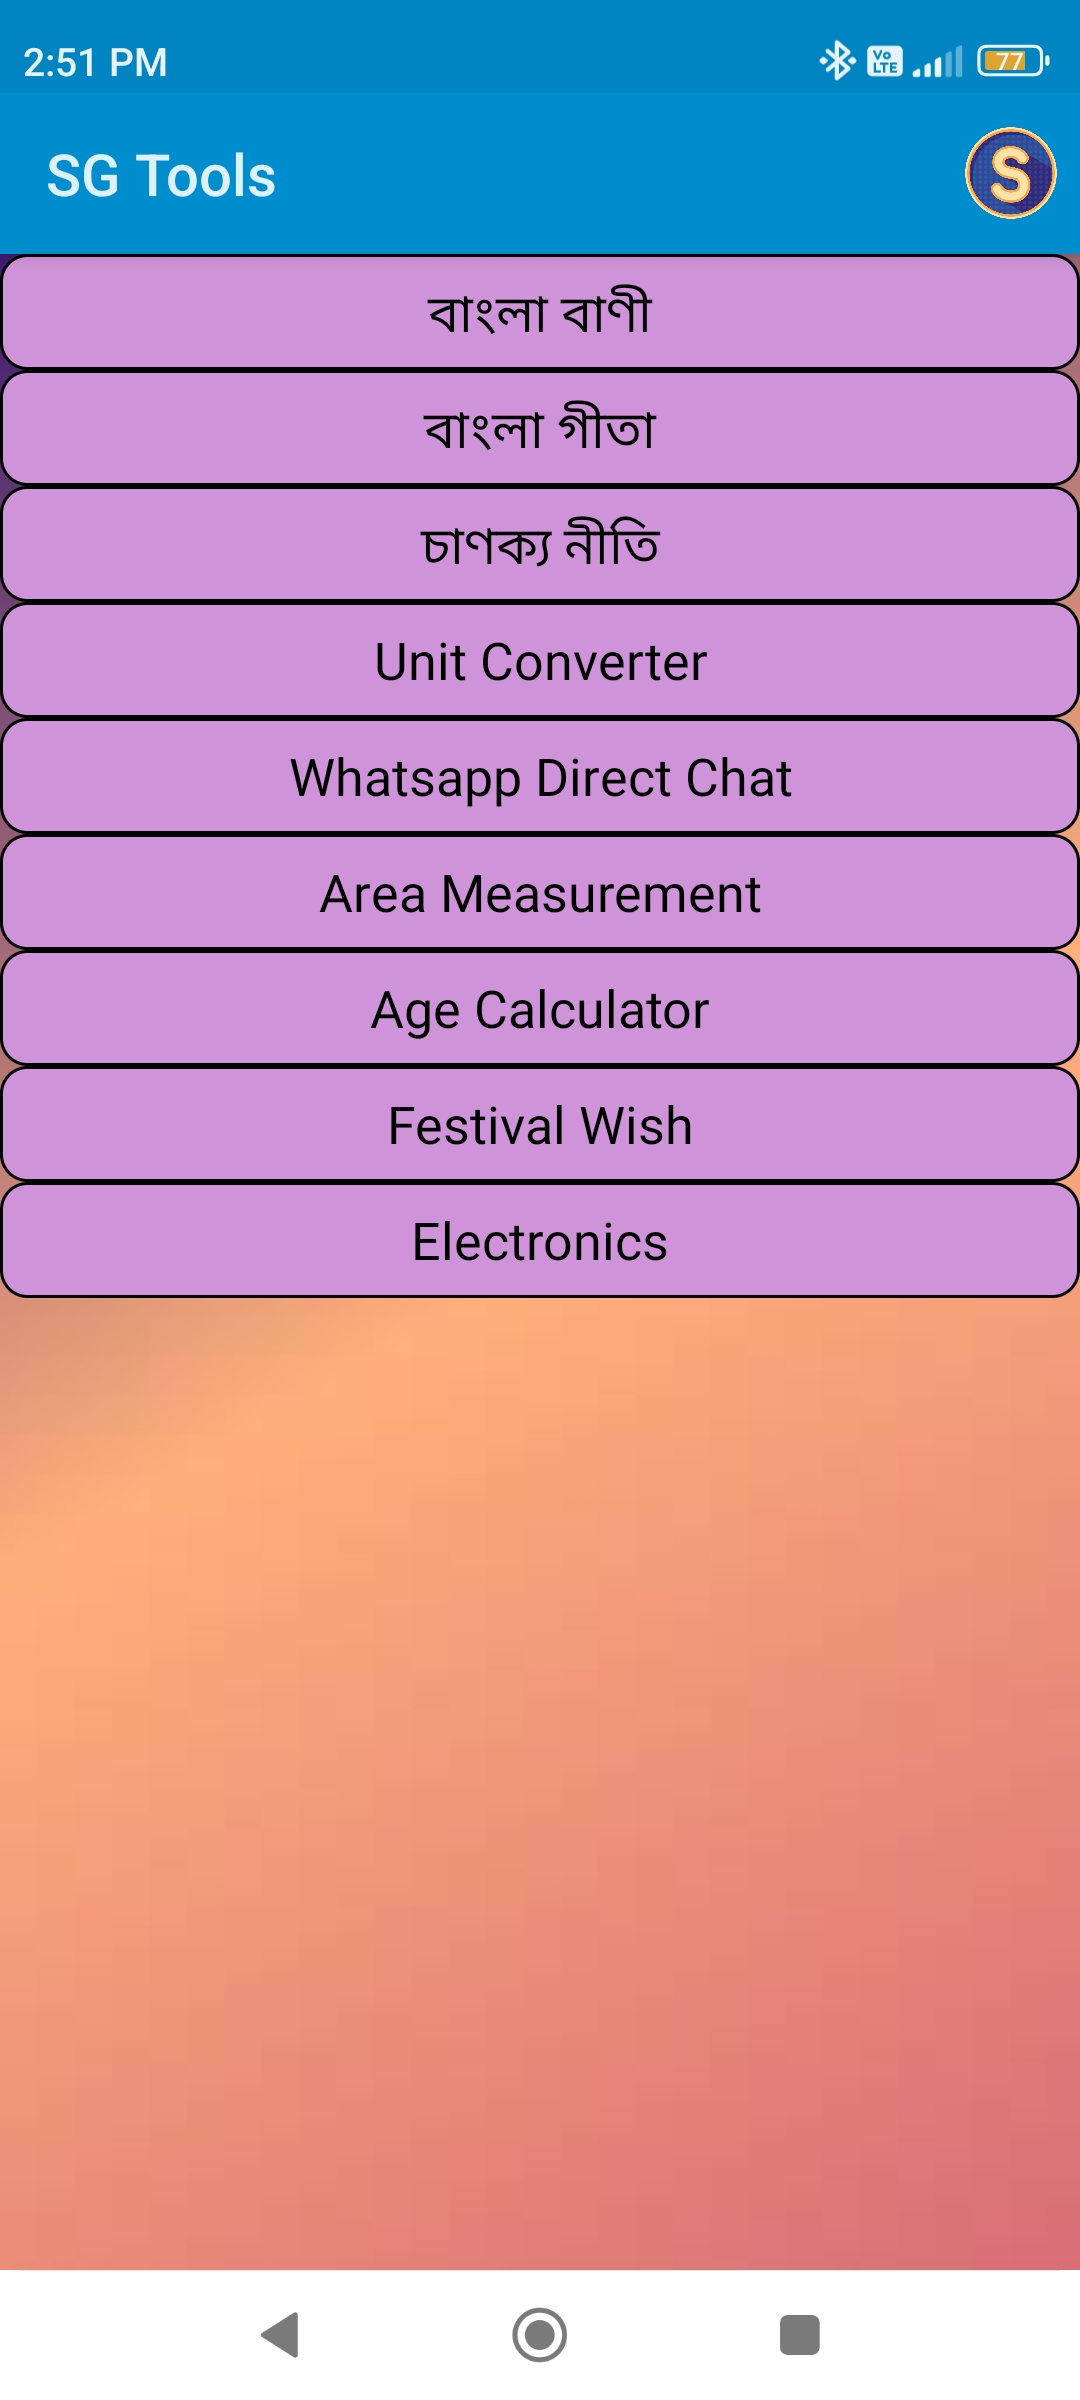 2:51 PM
Vo LTE
77
SG Tools
S
বাংলা বাণী
বাংলা গীতা
চাণক্য নীতি
Unit Converter
Whatsapp Direct Chat
Area Measurement
Age Calculator
Festival Wish
Electronics